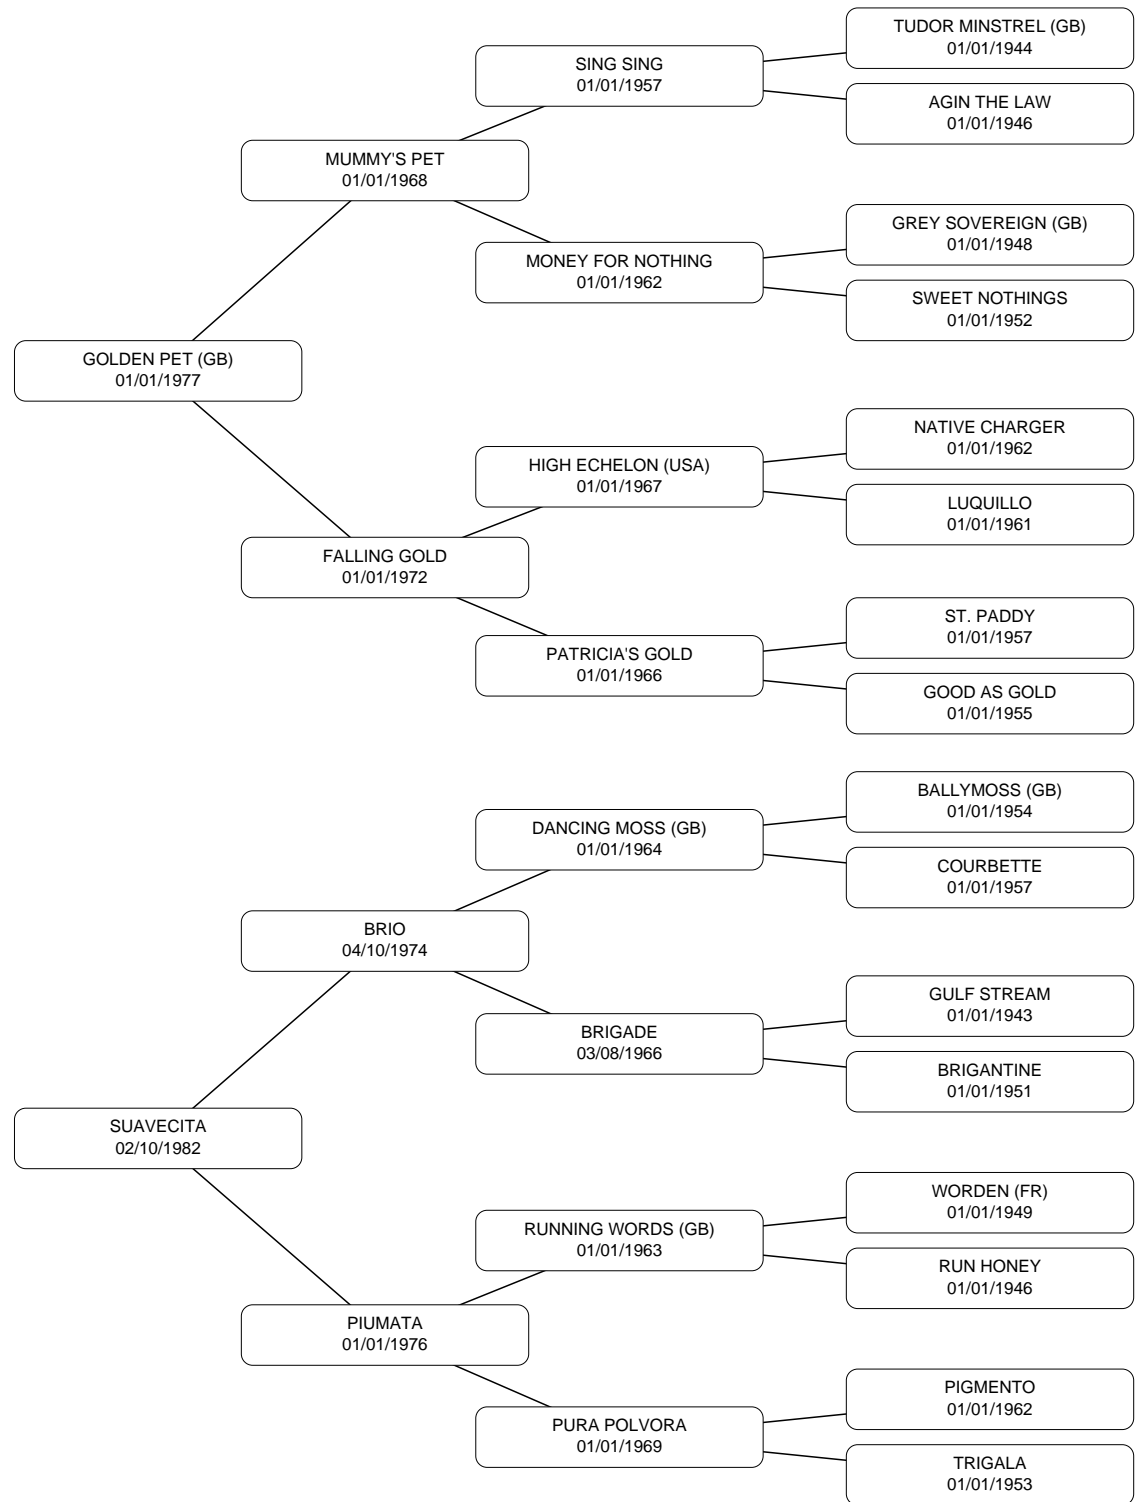 TUDOR MINSTREL (GB)
01/01/1944
SING SING
01/01/1957
AGIN THE LAW
01/01/1946
MUMMY'S PET
01/01/1968
GREY SOVEREIGN (GB)
01/01/1948
MONEY FOR NOTHING
01/01/1962
SWEET NOTHINGS
01/01/1952
GOLDEN PET (GB)
01/01/1977
NATIVE CHARGER
01/01/1962
HIGH ECHELON (USA)
01/01/1967
LUQUILLO
01/01/1961
FALLING GOLD
01/01/1972
ST. PADDY
01/01/1957
PATRICIA'S GOLD
01/01/1966
GOOD AS GOLD
01/01/1955
BALLYMOSS (GB)
01/01/1954
DANCING MOSS (GB)
01/01/1964
COURBETTE
01/01/1957
BRIO
04/10/1974
GULF STREAM
01/01/1943
BRIGADE
03/08/1966
BRIGANTINE
01/01/1951
SUAVECITA
02/10/1982
WORDEN (FR)
01/01/1949
RUNNING WORDS (GB)
01/01/1963
RUN HONEY
01/01/1946
PIUMATA
01/01/1976
PIGMENTO
01/01/1962
PURA POLVORA
01/01/1969
TRIGALA
01/01/1953